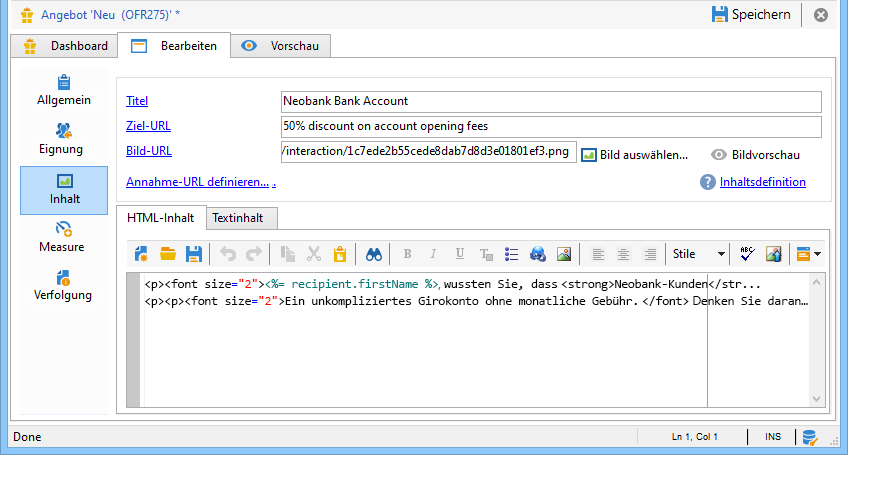 Angebot 'Neu (OFR275)' *
Speichern
Dashboard
Bearbeiten
Vorschau
Allgemein
Eignung
Inhalt
Measure
Verfolgung
Titel
Neobank Bank Account
Ziel-URL
50% discount on account opening fees
Bild-URL
/interaction/1c7ede2b55cede8dab7d8d3e01801ef3.png
Bild auswählen...
Bildvorschau
Annahme-URL definieren... .
Inhaltsdefinition
HTML-Inhalt
Textinhalt
B I U T
Stile
ABC
<p><font size="2"><%= recipient.firstName %>, wussten Sie, dass <strong>Neobank-Kunden</str...
<p><p><font size="2">Ein unkompliziertes Girokonto ohne monatliche Gebühr. </font> Denken Sie daran...
Done
Ln 1, Col 1
INS